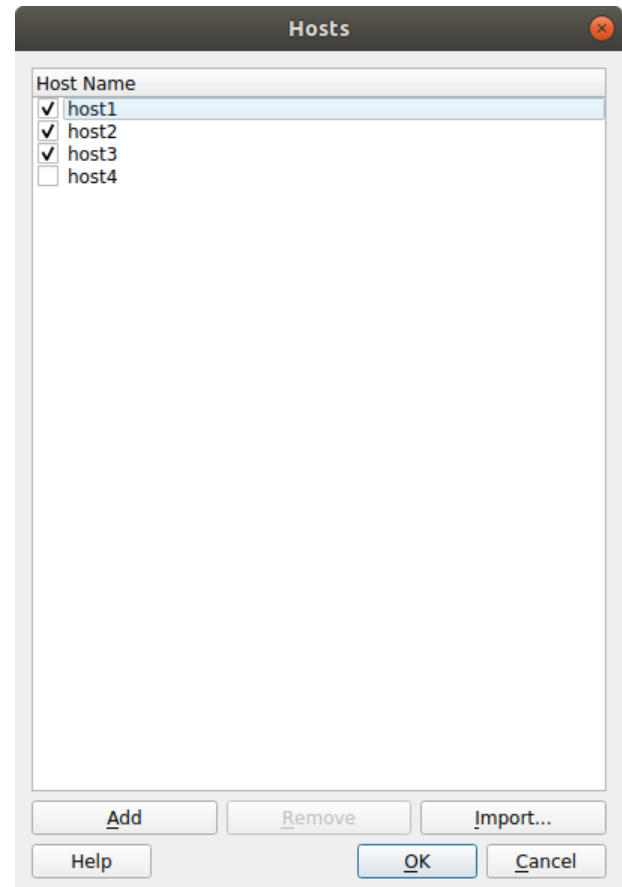 Hosts
Host Name
host1
host2
host3
host4
Add Remove Import...
Help OK Cancel